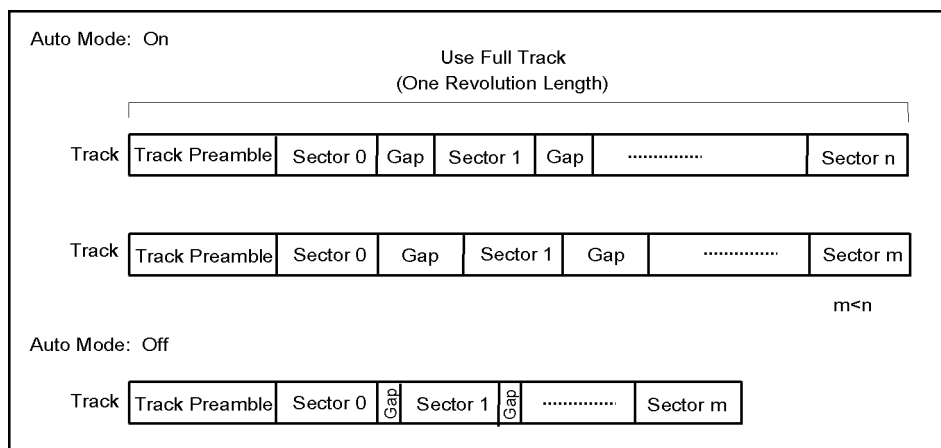 Auto Mode: On
Use Full Track
(One Revolution Length)
Track Track Preamble Sector 0 Gap Sector 1 Gap Sector n
Track Track Preamble Sector 0 Gap Sector 1 Gap Sector m
m<n
Auto Mode: Off
Track Track Preamble Sector 0 Gap Sector 1 Gap Sector m